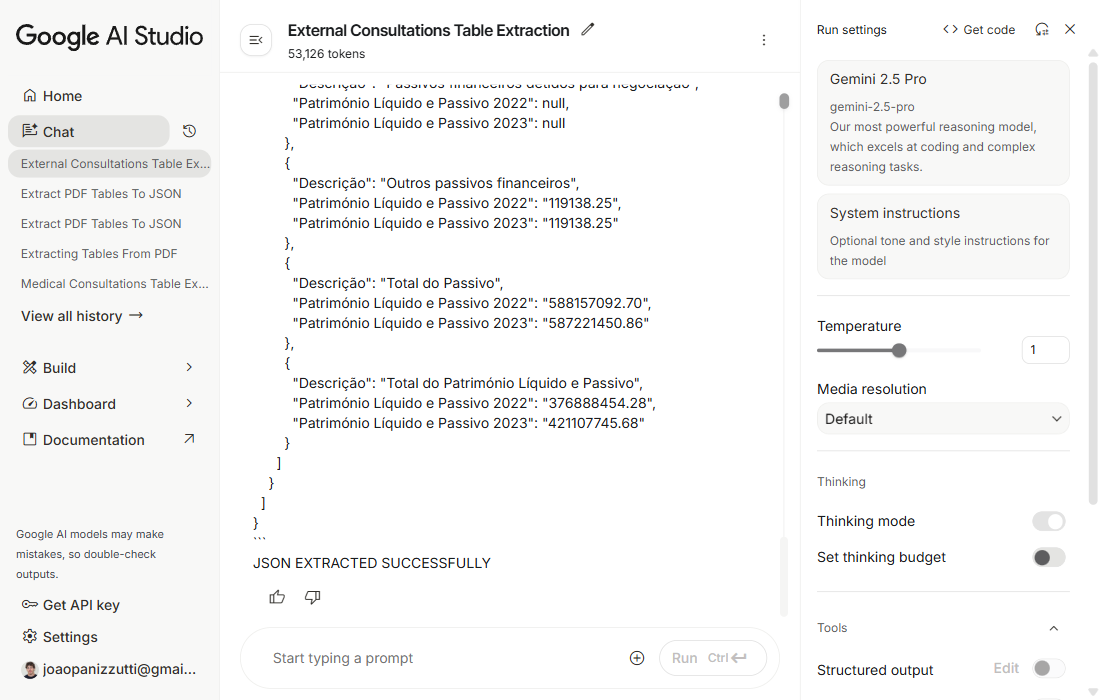 Google AI Studio
Home
Chat
External Consultations Table Ex...
Extract PDF Tables To JSON
Extract PDF Tables To JSON
Extracting Tables From PDF
Medical Consultations Table Ex...
View all history
Build
Dashboard
Documentation
Google AI models may make
mistakes, so double-check
outputs.
Get API key
Settings
joaopanizzutti@gmai...
External Consultations Table Extraction
53,126 tokens
"Descrição": "Passivos financeiros detidos para negociação",
"Património Líquido e Passivo 2022": null,
"Património Líquido e Passivo 2023": null
},
{
"Descrição": "Outros passivos financeiros",
"Património Líquido e Passivo 2022": "119138.25",
"Património Líquido e Passivo 2023": "119138.25"
},
{
"Descrição": "Total do Passivo",
"Património Líquido e Passivo 2022": "588157092.70",
"Património Líquido e Passivo 2023": "587221450.86"
},
{
"Descrição": "Total do Património Líquido e Passivo",
"Património Líquido e Passivo 2022": "376888454.28",
"Património Líquido e Passivo 2023": "421107745.68"
}
]
}
]
}
```
JSON EXTRACTED SUCCESSFULLY
Start typing a prompt
Run Ctrl
Run settings
<> Get code
Gemini 2.5 Pro
gemini-2.5-pro
Our most powerful reasoning model,
which excels at coding and complex
reasoning tasks.
System instructions
Optional tone and style instructions for
the model
Temperature
1
Media resolution
Default
Thinking
Thinking mode
Set thinking budget
Tools
Structured output Edit